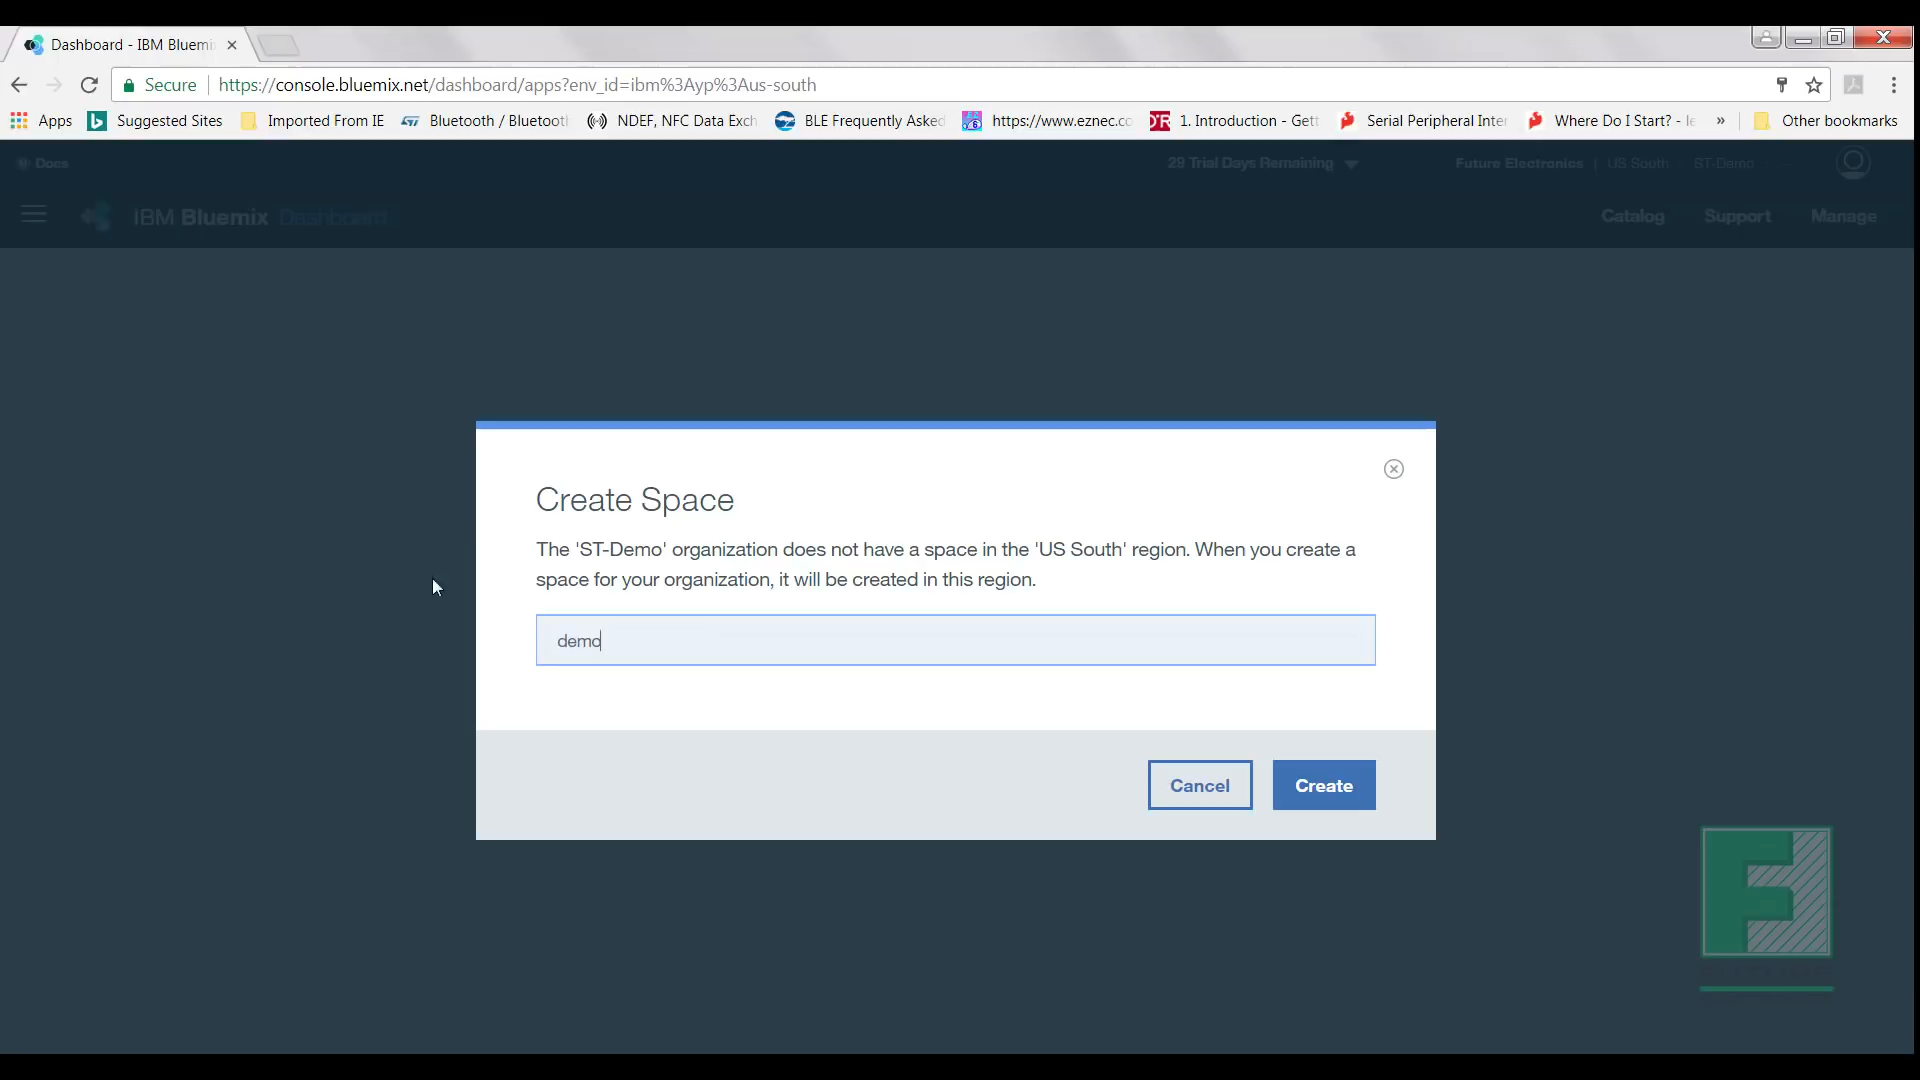 Dashboard - IBM Bluemi
Secure https://console.bluemix.net/dashboard/apps?env_id=ibm%3Ayp%3Aus-south
Apps Suggested Sites Imported From IE Bluetooth / Bluetooth NDEF, NFC Data Exch BLE Frequently Asked https://www.eznec.co 1. Introduction - Gett Serial Peripheral Inter Where Do I Start? - le » Other bookmarks
Docs 29 Trial Days Remaining Future Electronics | US South ST-Demo
IBM Bluemix Dashboard Catalog Support Manage
Create Space
The 'ST-Demo' organization does not have a space in the 'US South' region. When you create a
space for your organization, it will be created in this region.
demo
Cancel Create